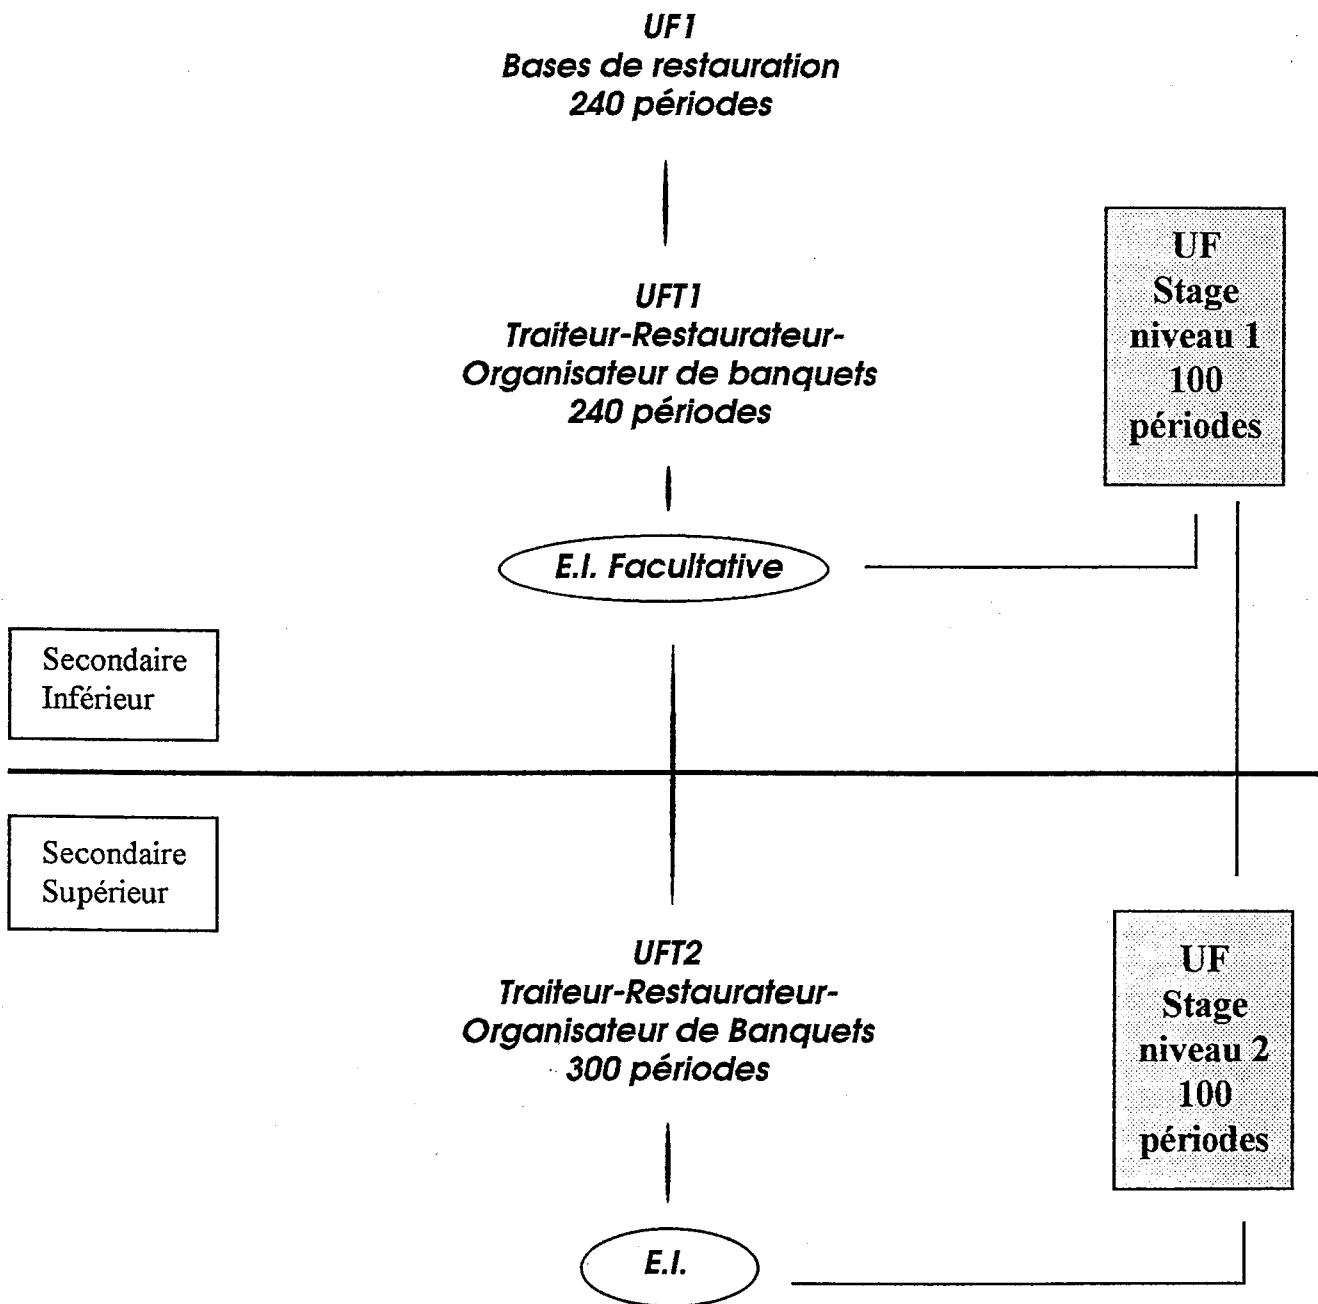 UF1
Bases de restauration
240 périodes
UFT1
Traiteur-Restaurateur-
Organisateur de banquets
240 périodes
UF
Stage
niveau 1
100
périodes
E.I. Facultative
Secondaire
Inférieur
Secondaire
Supérieur
UFT2
Traiteur-Restaurateur-
Organisateur de Banquets
300 périodes
UF
Stage
niveau 2
100
périodes
E.I.